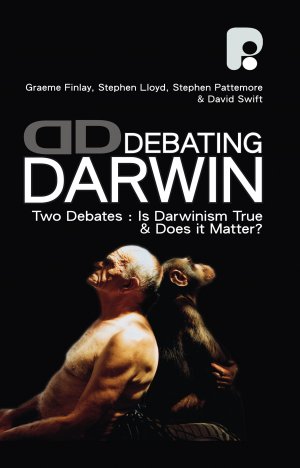 Graeme Finlay, Stephen Lloyd, Stephen Pattemore
& David Swift
DEBATING
DARWIN
Two Debates : Is Darwinism True
& Does it Matter?